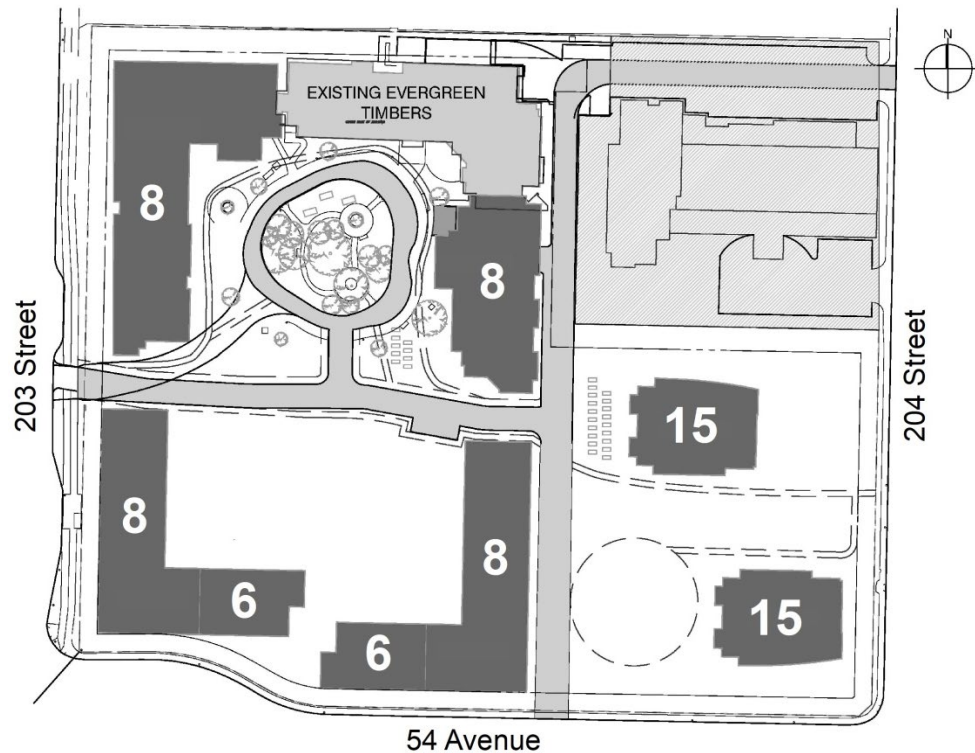 N
EXISTING EVERGREEN
TIMBERS
8
8
203 Street
204 Street
15
8
8
6
6
15
54 Avenue